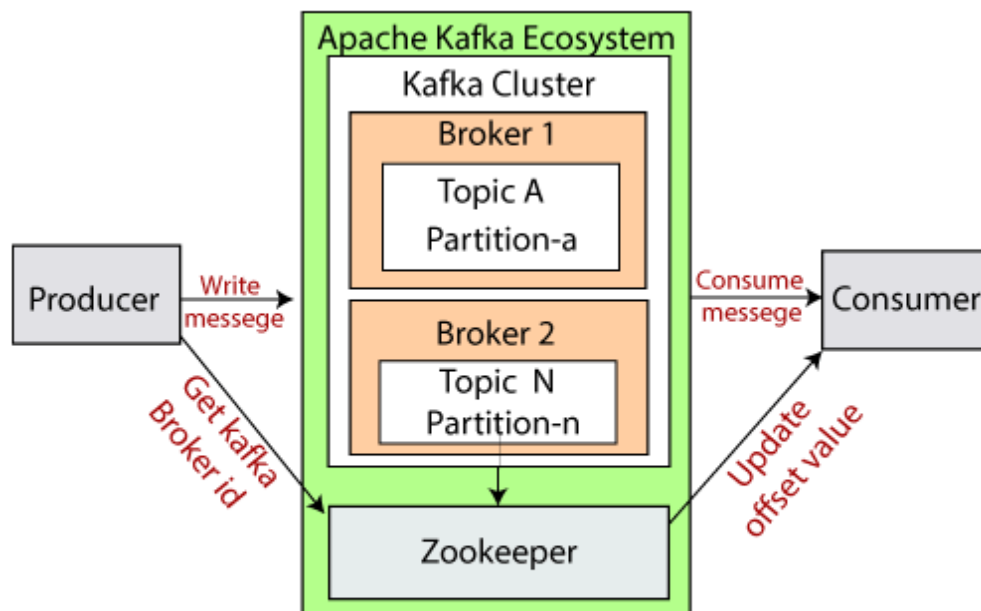 Apache Kafka Ecosystem
Kafka Cluster
Broker 1
Topic A
Partition-a
Producer
Write
messege
Consume
messege
Consumer
Broker 2
Topic N
Partition-n
Get kafka
Broker id
Update
offset value
Zookeeper